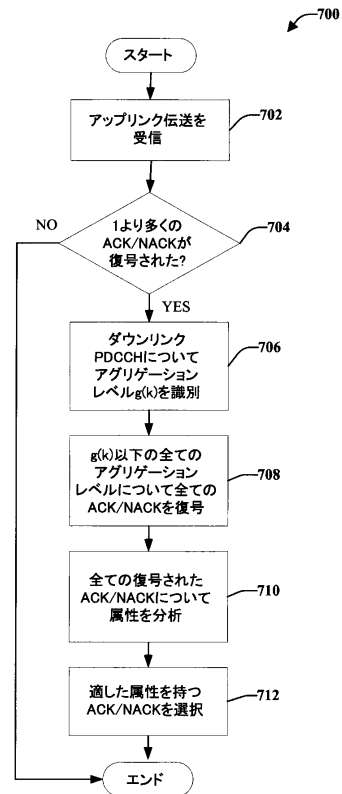 700
スタート
アップリンク伝送を
受信
702
1より多くの
ACK/NACKが
復号された?
704
NO
YES
ダウンリンク
PDCCHについて
アグリゲーション
レベルg(k)を識別
706
g(k)以下の全ての
アグリゲーション
レベルについて全ての
ACK/NACKを復号
708
全ての復号された
ACK/NACKについて
属性を分析
710
適した属性を持つ
ACK/NACKを選択
712
エンド